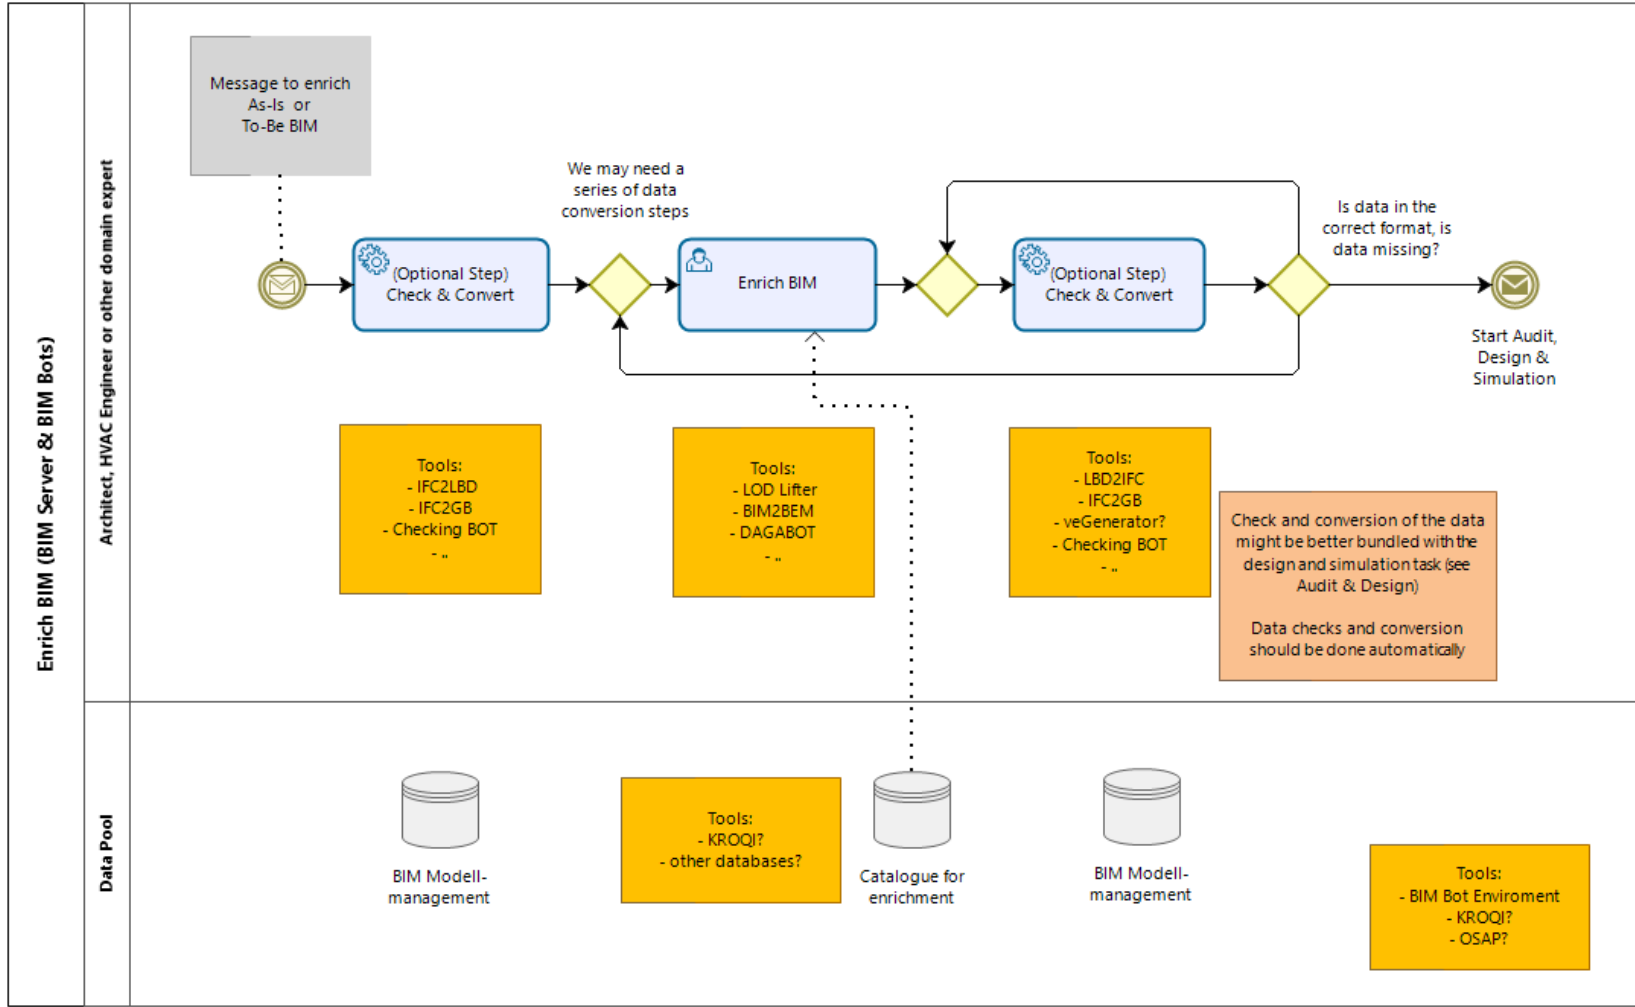 Enrich BIM (BIM Server & BIM Bots)
Architect, HVAC Engineer or other domain expert
Message to enrich
As-Is or
To-Be BIM
(Optional Step)
Check & Convert
We may need a
series of data
conversion steps
Enrich BIM
(Optional Step)
Check & Convert
Is data in the
correct format, is
data missing?
Start Audit,
Design &
Simulation
Tools:
- IFC2LBD
- IFC2GB
- Checking BOT
- ..
Tools:
- LOD Lifter
- BIM2BEM
- DAGABOT
- ..
Tools:
- LBD2IFC
- IFC2GB
- veGenerator?
- Checking BOT
- ..
Check and conversion of the data
might be better bundled with the
design and simulation task (see
Audit & Design)
Data checks and conversion
should be done automatically
Data Pool
BIM Modell-
management
Tools:
- KROQI?
- other databases?
Catalogue for
enrichment
BIM Modell-
management
Tools:
- BIM Bot Enviroment
- KROQI?
- OSAP?